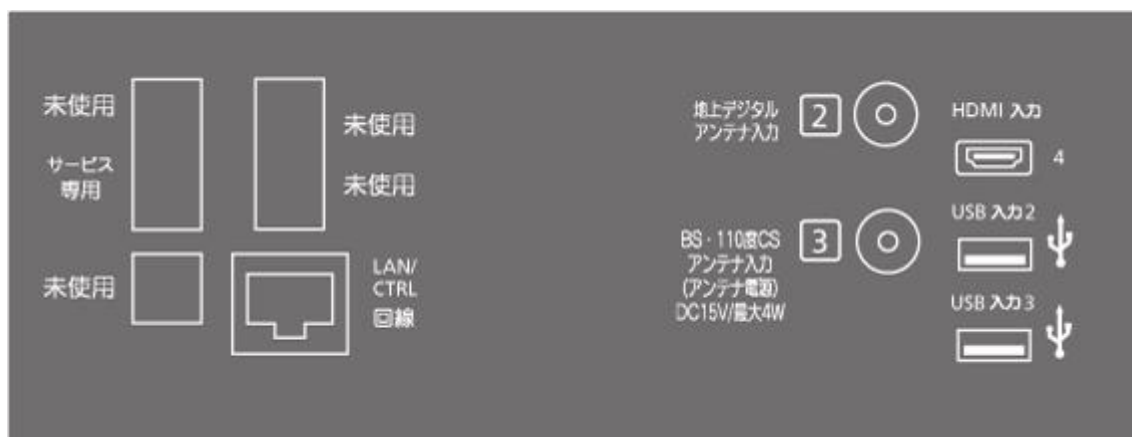 未使用
サービス
専用
未使用
未使用
未使用
LAN/
CTRL
回線
地上デジタル
アンテナ入力
2
BS・110度CS
アンテナ入力
(アンテナ電源)
DC15V/最大4W
3
HDMI 入力
4
USB 入力 2
USB 入力 3